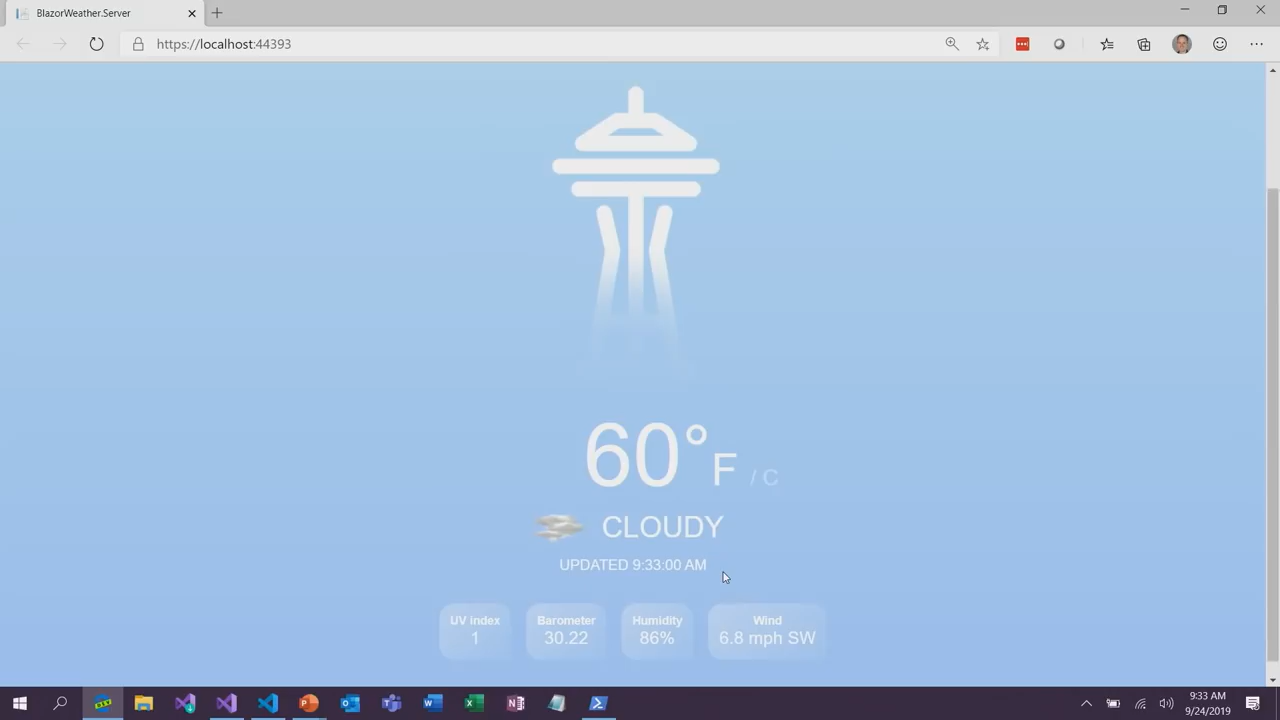 BlazorWeather.Server
https://localhost:44393
60°F / C
CLOUDY
UPDATED 9:33:00 AM
UV index
1
Barometer
30.22
Humidity
86%
Wind
6.8 mph SW
9:33 AM
9/24/2019